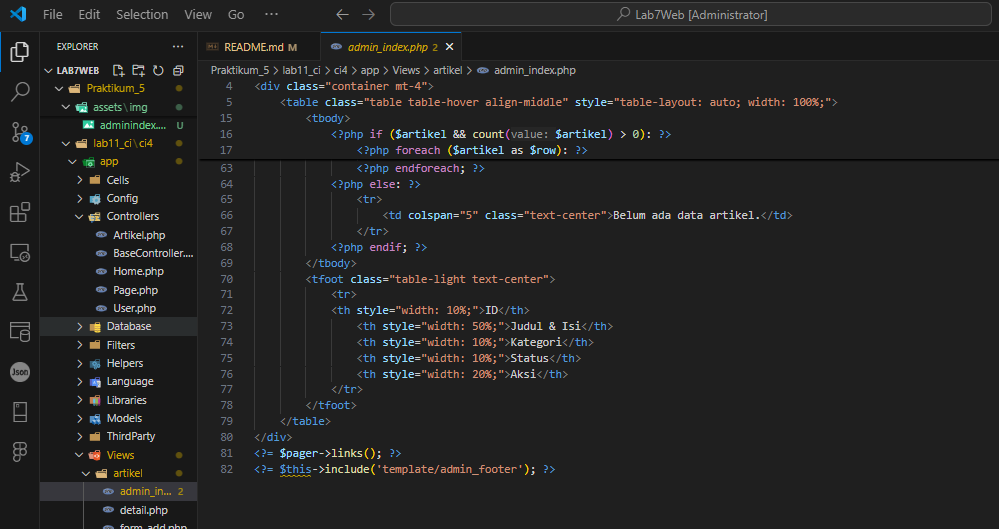 File Edit Selection View Go ··· ← → Lab7Web [Administrator]
EXPLORER ···
LAB7WEB
Praktikum_5
assets\img
adminindex.... U
lab11_ci\ci4
app
Cells
Config
Controllers
Artikel.php
BaseController....
Home.php
Page.php
User.php
Database
Filters
Helpers
Language
Libraries
Models
ThirdParty
Views
artikel
admin_in... 2
detail.php
form_add.php
7
Json
README.md M
admin_index.php 2 ×
Praktikum_5 > lab11_ci > ci4 > app > Views > artikel > admin_index.php
4 <div class="container mt-4">
5 <table class="table table-hover align-middle" style="table-layout: auto; width: 100%;">
15 <tbody>
16 <?php if ($artikel && count(value: $artikel) > 0): ?>
17 <?php foreach ($artikel as $row): ?>
63 <?php endforeach; ?>
64 <?php else: ?>
65 <tr>
66 <td colspan="5" class="text-center">Belum ada data artikel.</td>
67 </tr>
68 <?php endif; ?>
69 </tbody>
70 <tfoot class="table-light text-center">
71 <tr>
72 <th style="width: 10%;">ID</th>
73 <th style="width: 50%;">Judul & Isi</th>
74 <th style="width: 10%;">Kategori</th>
75 <th style="width: 10%;">Status</th>
76 <th style="width: 20%;">Aksi</th>
77 </tr>
78 </tfoot>
79 </table>
80 </div>
81 <?= $pager->links(); ?>
82 <?= $this->include('template/admin_footer'); ?>